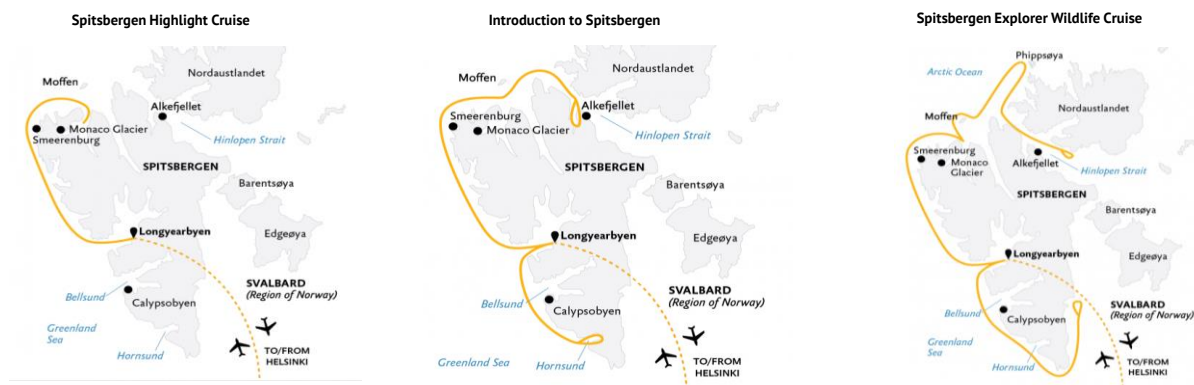 Spitsbergen Highlight Cruise
Moffen
Nordaustlandet
Alkefjellet
Monaco Glacier
Smeerenburg
Hinlopen Strait
SPITSBERGEN
Barentsøya
Longyearbyen
Edgeøya
SVALBARD
(Region of Norway)
Bellsund
Calypsobyen
Greenland
Sea
Hornsund
TO/FROM
HELSINKI
Introduction to Spitsbergen
Moffen
Nordaustlandet
Alkefjellet
Smeerenburg
Monaco Glacier
Hinlopen Strait
SPITSBERGEN
Barentsøya
Longyearbyen
Edgeøya
SVALBARD
(Region of Norway)
Bellsund
Calypsobyen
Greenland Sea
Hornsund
TO/FROM
HELSINKI
Spitsbergen Explorer Wildlife Cruise
Phippsøya
Arctic Ocean
Nordaustlandet
Moffen
Smeerenburg
Monaco
Glacier
Alkefjellet
Hinlopen Strait
SPITSBERGEN
Barentsøya
Longyearbyen
Edgeøya
SVALBARD
(Region of Norway)
Bellsund
Calypsobyen
Greenland
Sea
Hornsund
TO/FROM
HELSINKI